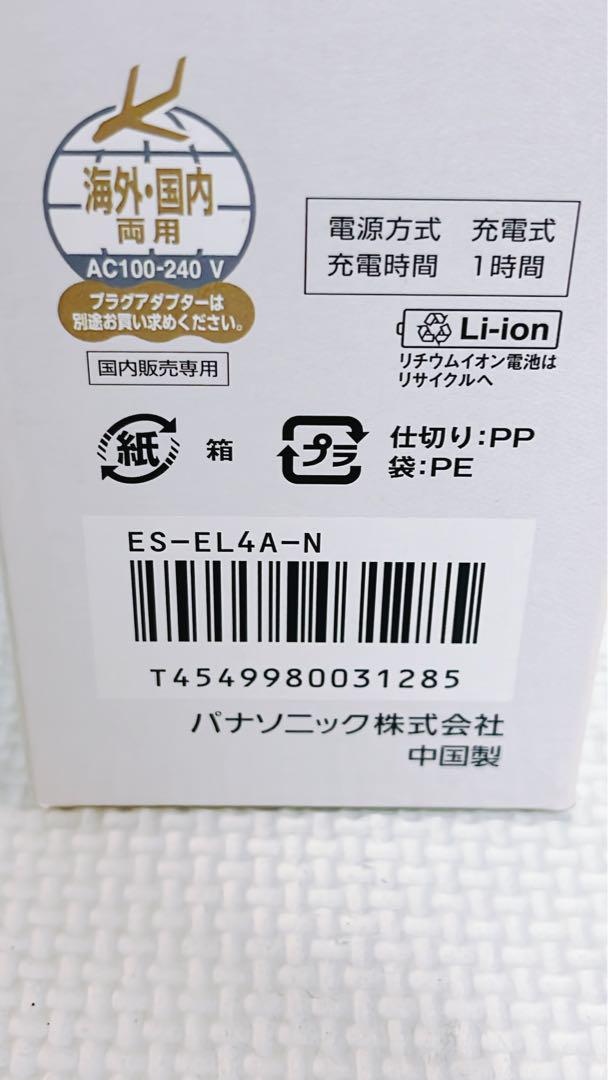 海外・国内
両用
AC100-240 V
プラグアダプターは
別途お買い求めください。
国内販売専用
電源方式 充電式
充電時間 1時間
Li-ion
リチウムイオン電池は
リサイクルへ
紙 箱
プラ 仕切り:PP
袋:PE
ES-EL4A-N
T4549980031285
パナソニック株式会社
中国製